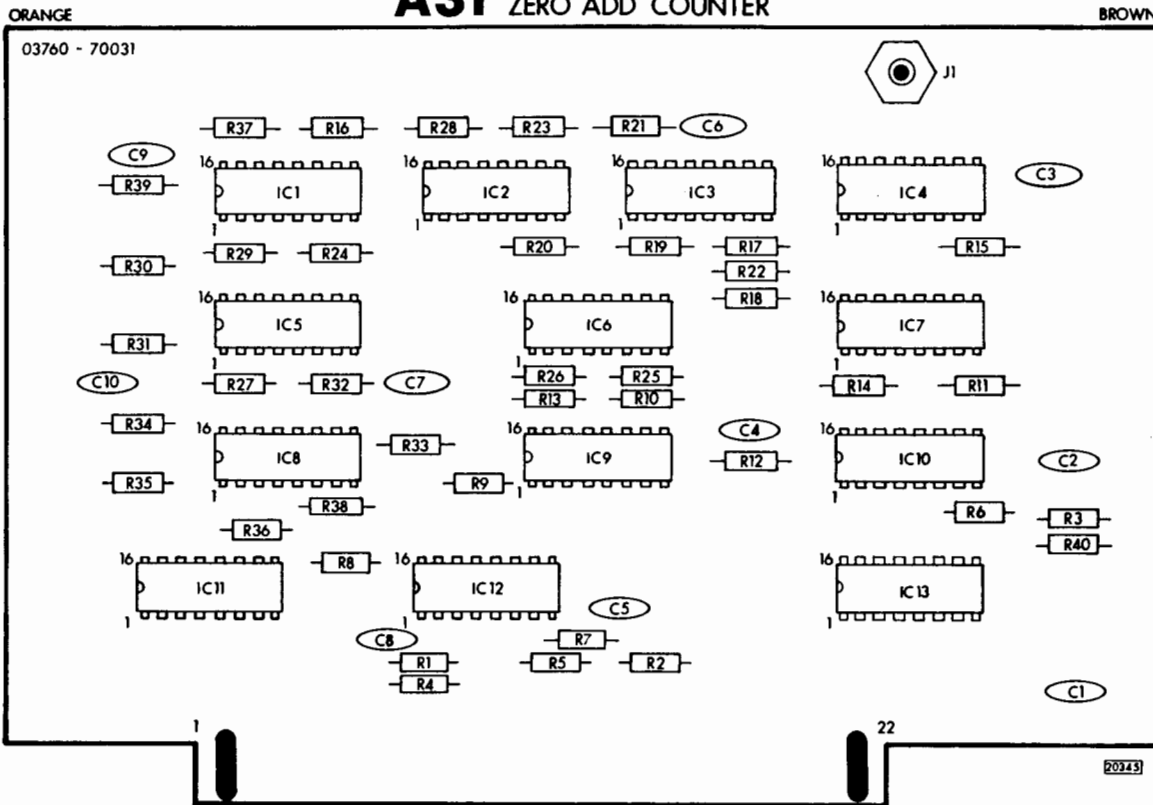 A31 ZERO ADD COUNTER
ORANGE
BROWN
03760 - 70031
J1
R37 R16 R28 R23 R21 C6
C9
16 16 16 16
R39 IC1 IC2 IC3 IC4 C3
1 1 1 1
R29 R24 R20 R19 R17 R15
R30
R22
16 16 R18 16
IC5 IC6 IC7
R31
1 1 1
C10 R27 R32 C7 R26 R25 R14 R11
R13 R10
R34
16 R33 16 C4 16
IC8 IC9 R12 IC10 C2
R35 R9
1 1 1
R38 R6 R3
R36
R40
16 R8 16 16
IC11 IC12 IC13
C5
1 1 1
C8 R7
R1 R5 R2
R4
C1
1 22
20345